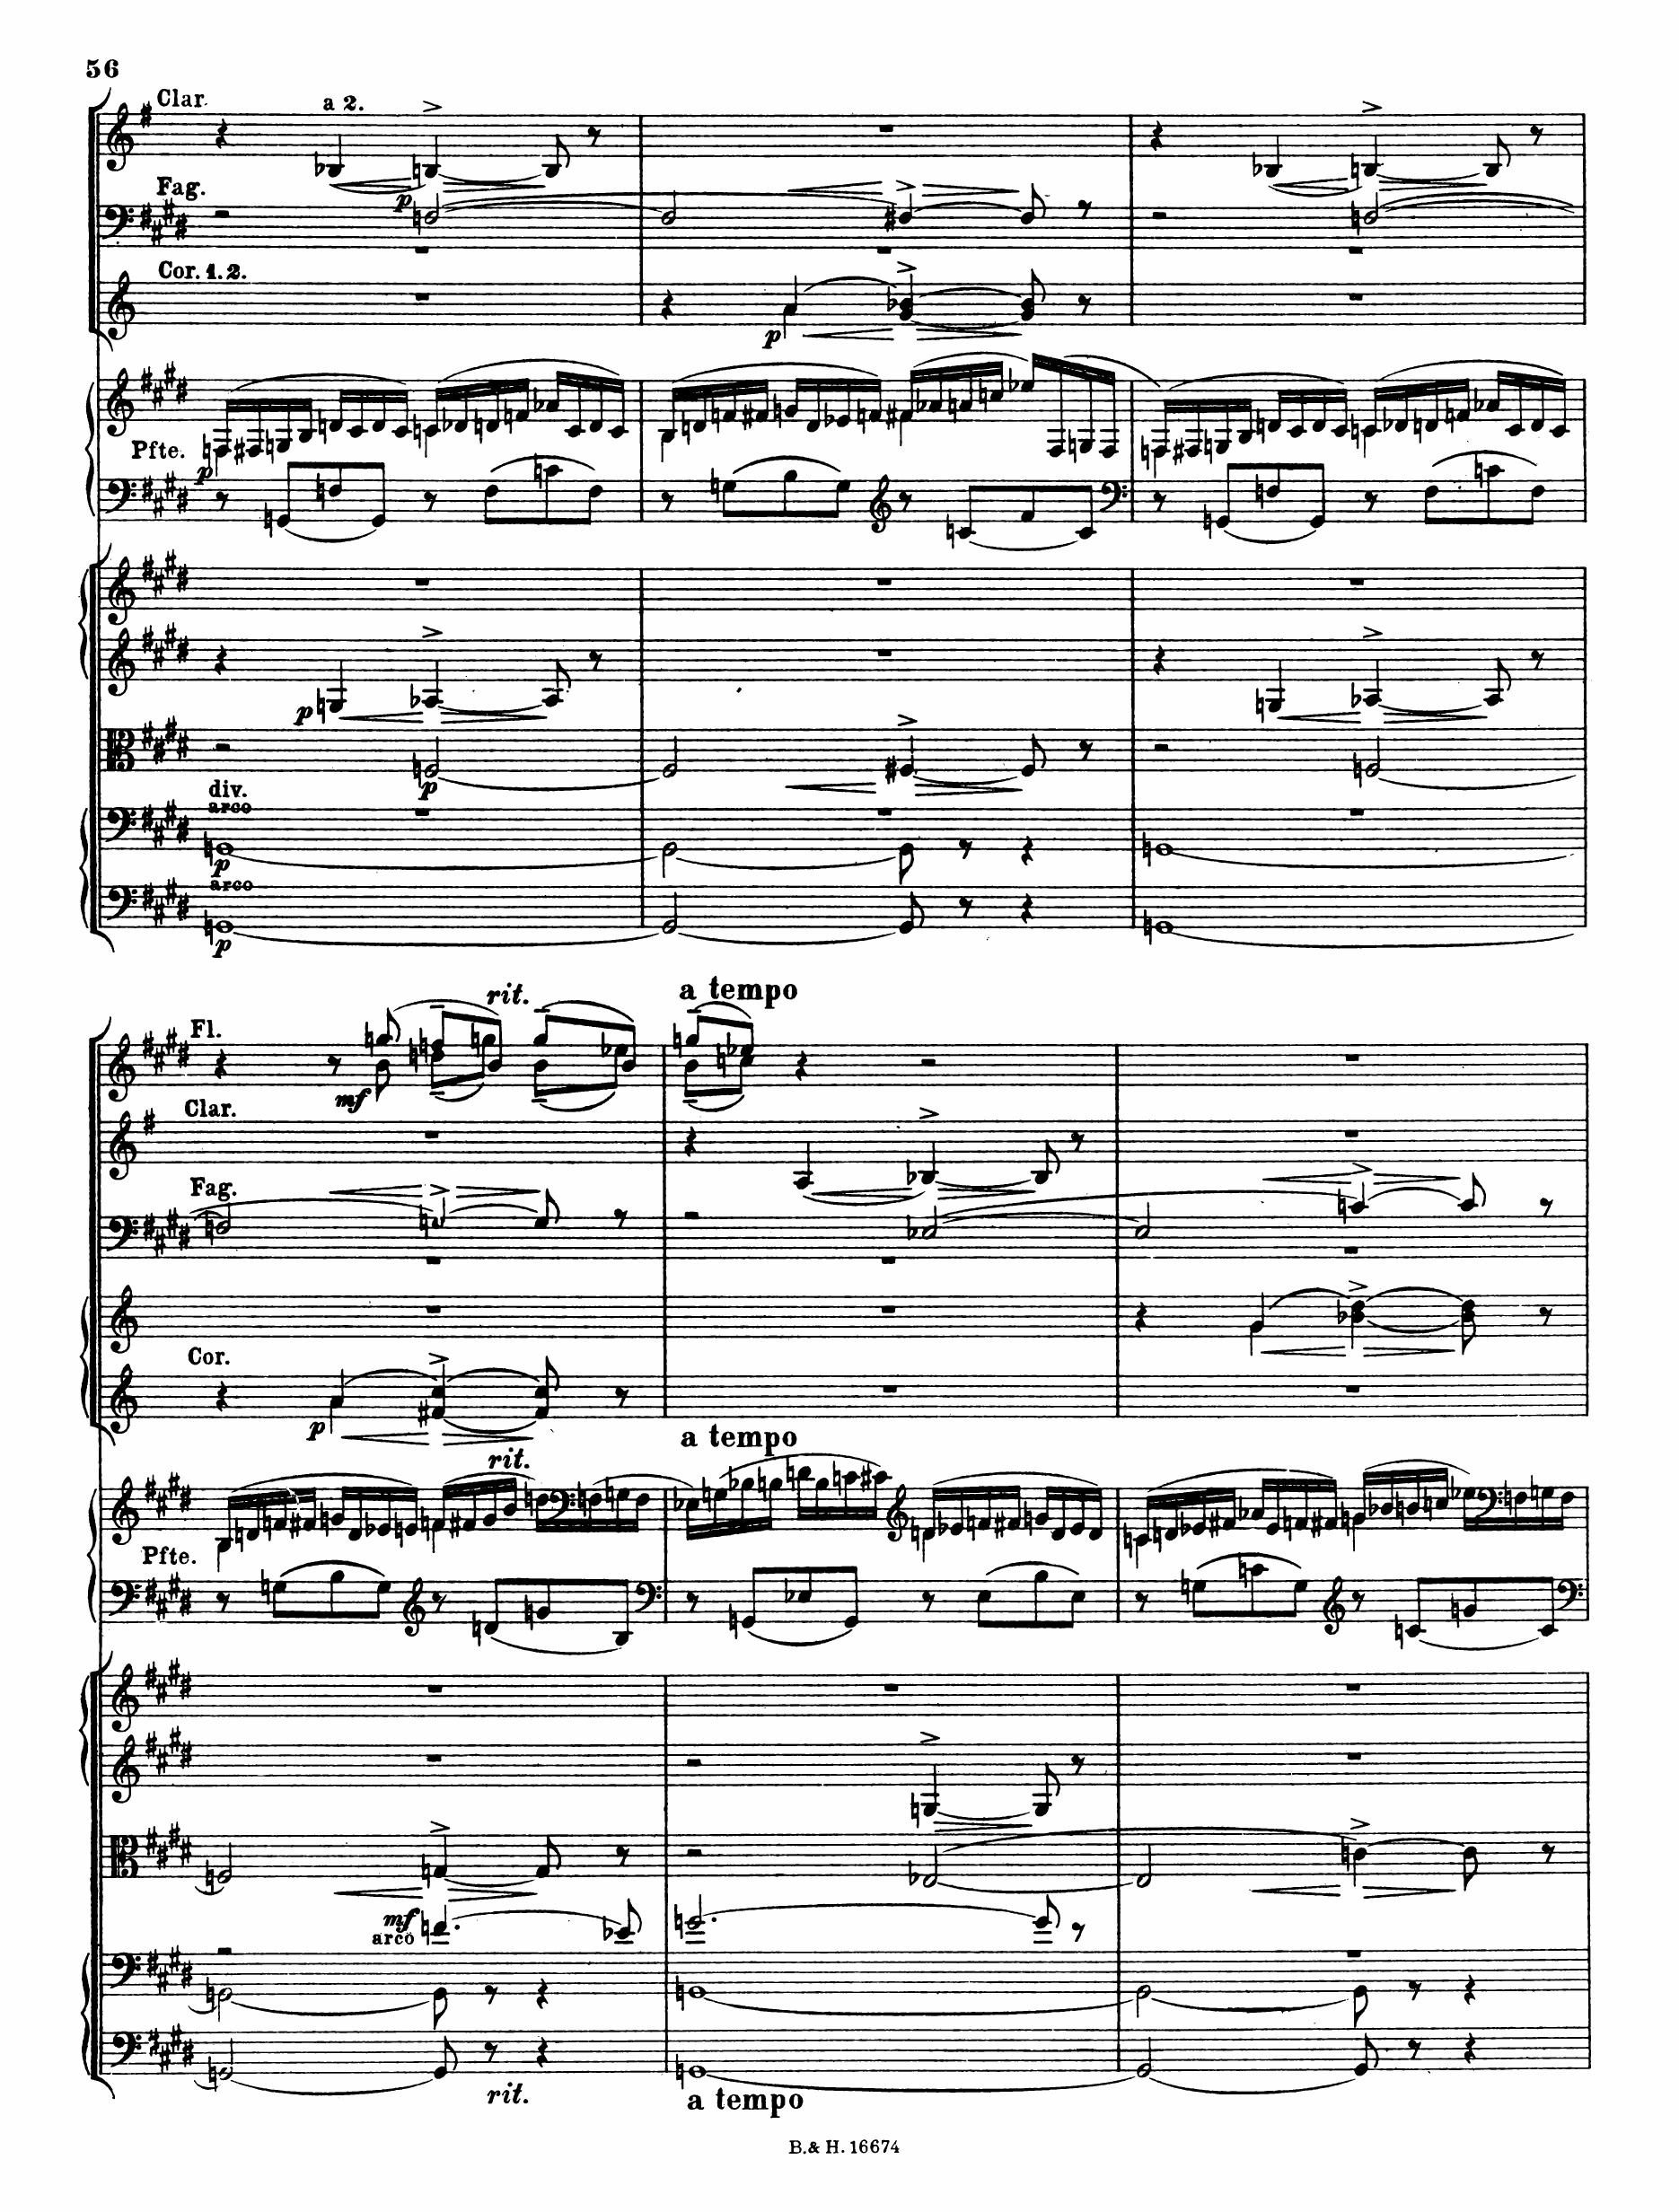 56
Clar.
a 2.
Fag.
p
Cor. 1. 2.
p
Pfte.
p
p
p
div.
arco
p
arco
p
rit.
a tempo
Fl.
mf
Clar.
Fag.
Cor.
p
rit.
a tempo
Pfte.
mf
arco
rit.
a tempo
B. & H. 16674